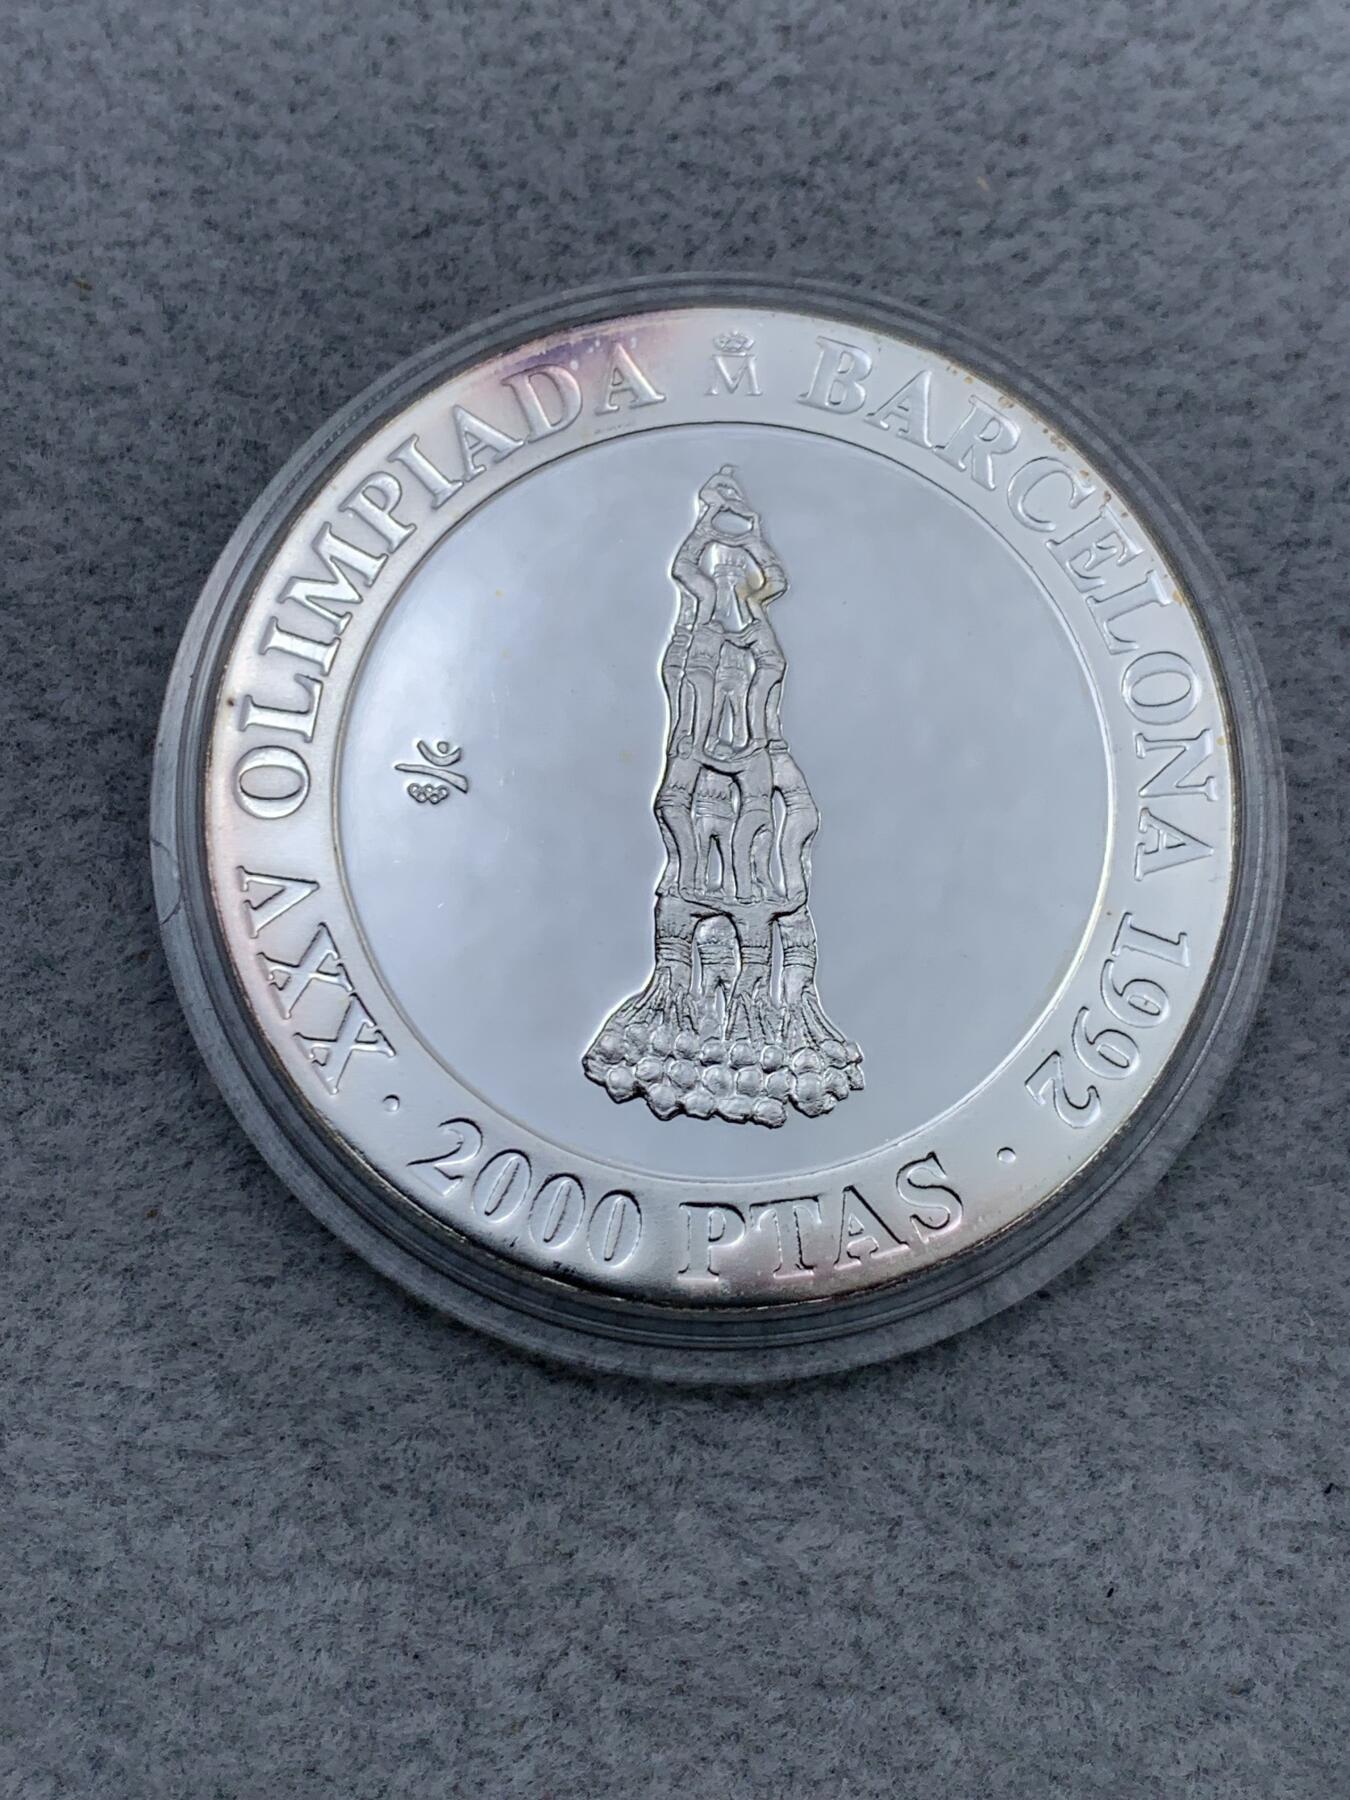 XXV OLIMPIADA M BARCELONA 1992
· 2000 PTAS ·